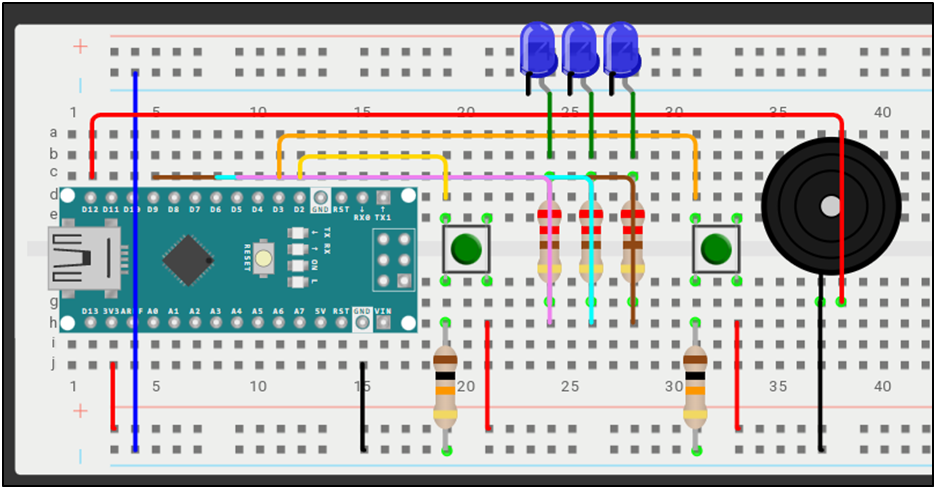 +
1 5 10 15 20 25 30 35 40
a
b
c
d
D12 D11 D9 D8 D7 D6 D5 D4 D3 D2 GND RST RX0 TX1
e
f
TX RX
ON L
RESET
g
h
D13 3V3 A0 A1 A2 A3 A4 A5 A6 A7 5V RST GND VIN
i
j
1 5 10 15 20 25 30 35 40
+